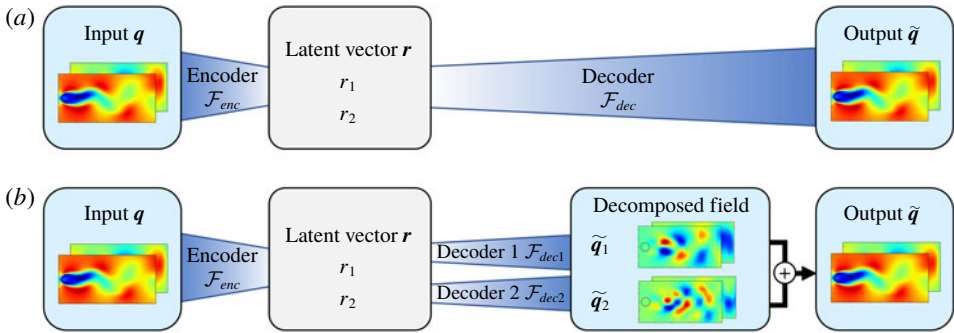 (a)
Input q
Encoder
ℱenc
Latent vector r
r1
r2
Decoder
ℱdec
Output q̃
(b)
Input q
Encoder
ℱenc
Latent vector r
r1
r2
Decoder 1 ℱdec1
Decoder 2 ℱdec2
Decomposed field
q̃1
q̃2
+
Output q̃